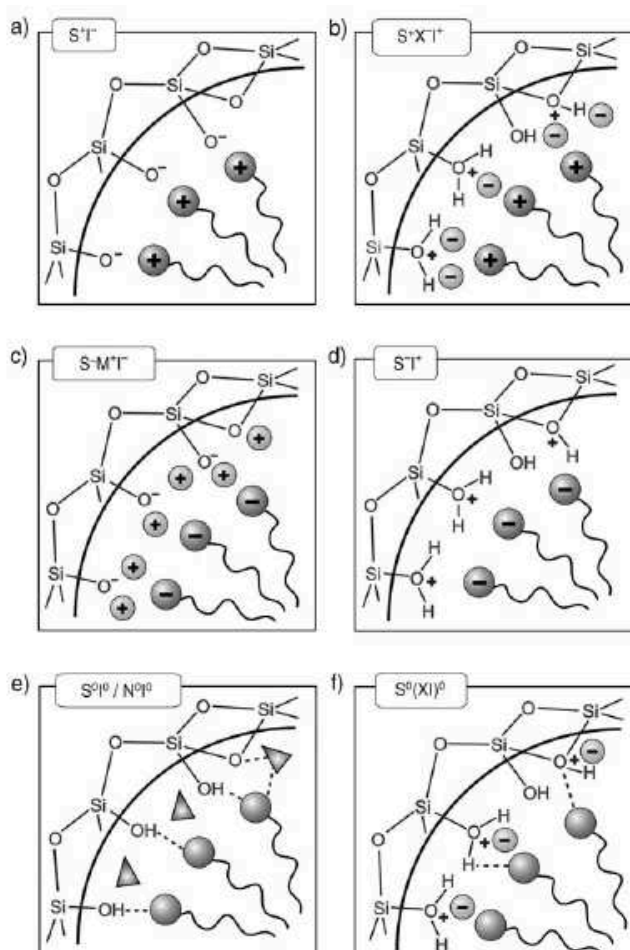 a) S⁺I⁻
O Si
Si O
O O⁻
Si +
O⁻
O +
Si O⁻ +
b) S⁺X⁻I⁺
O Si
Si O H −
O + −
OH
Si H +
O +
H −
O +
H −
Si O + +
H −
c) S⁻M⁺I⁻
O Si
Si O
O +
O⁻
Si + +
O⁻ −
O + −
Si + −
O⁻
+
d) S⁻I⁺
O Si
Si O
O + H
OH
Si H
O + −
H
O H −
Si O + −
H
e) S⁰I⁰ / N⁰I⁰
O Si
Si O
O
OH
Si
OH
O
Si OH
f) S⁰(XI)⁰
O Si
Si O + −
O H
OH
Si H
O + −
H
O H
Si O + −
H